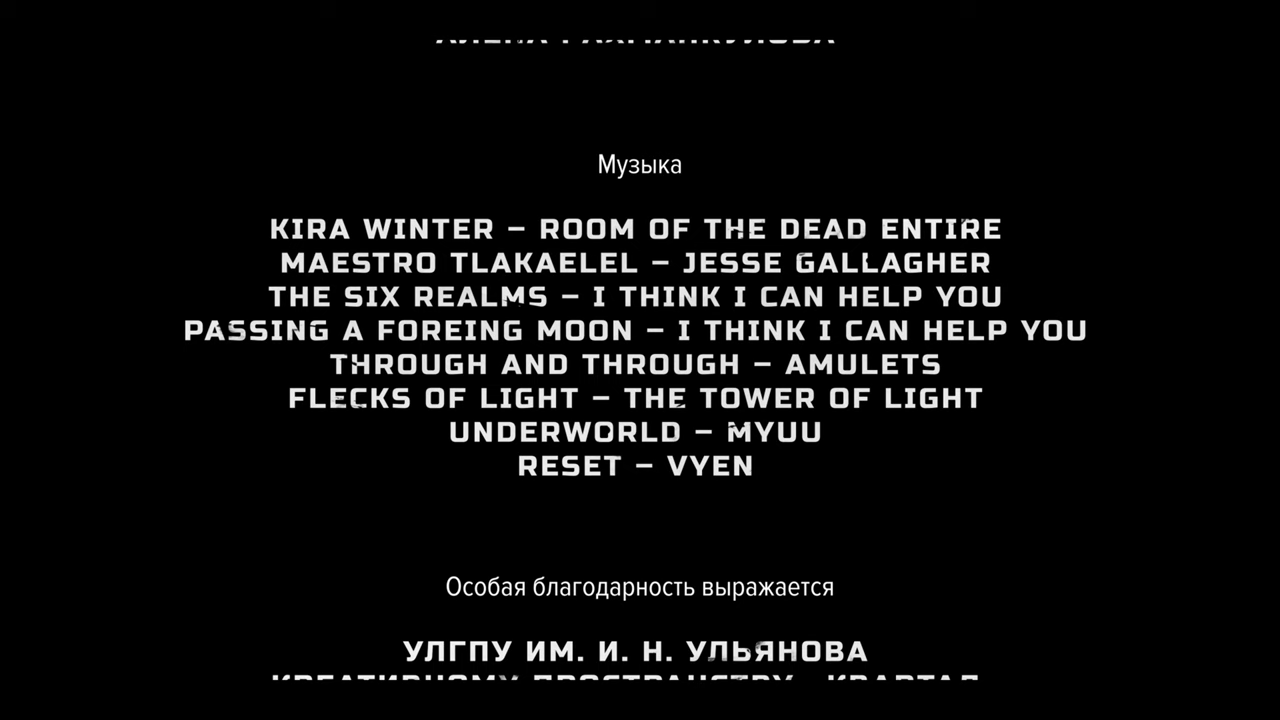 Музыка
KIRA WINTER – ROOM OF THE DEAD ENTIRE
MAESTRO TLAKAELEL – JESSE GALLAGHER
THE SIX REALMS – I THINK I CAN HELP YOU
PASSING A FOREING MOON – I THINK I CAN HELP YOU
THROUGH AND THROUGH – AMULETS
FLECKS OF LIGHT – THE TOWER OF LIGHT
UNDERWORLD – MYUU
RESET – VYEN
Особая благодарность выражается
УЛГПУ ИМ. И. Н. УЛЬЯНОВА
КРЕАТИВНОМУ ПРОСТРАНСТВУ